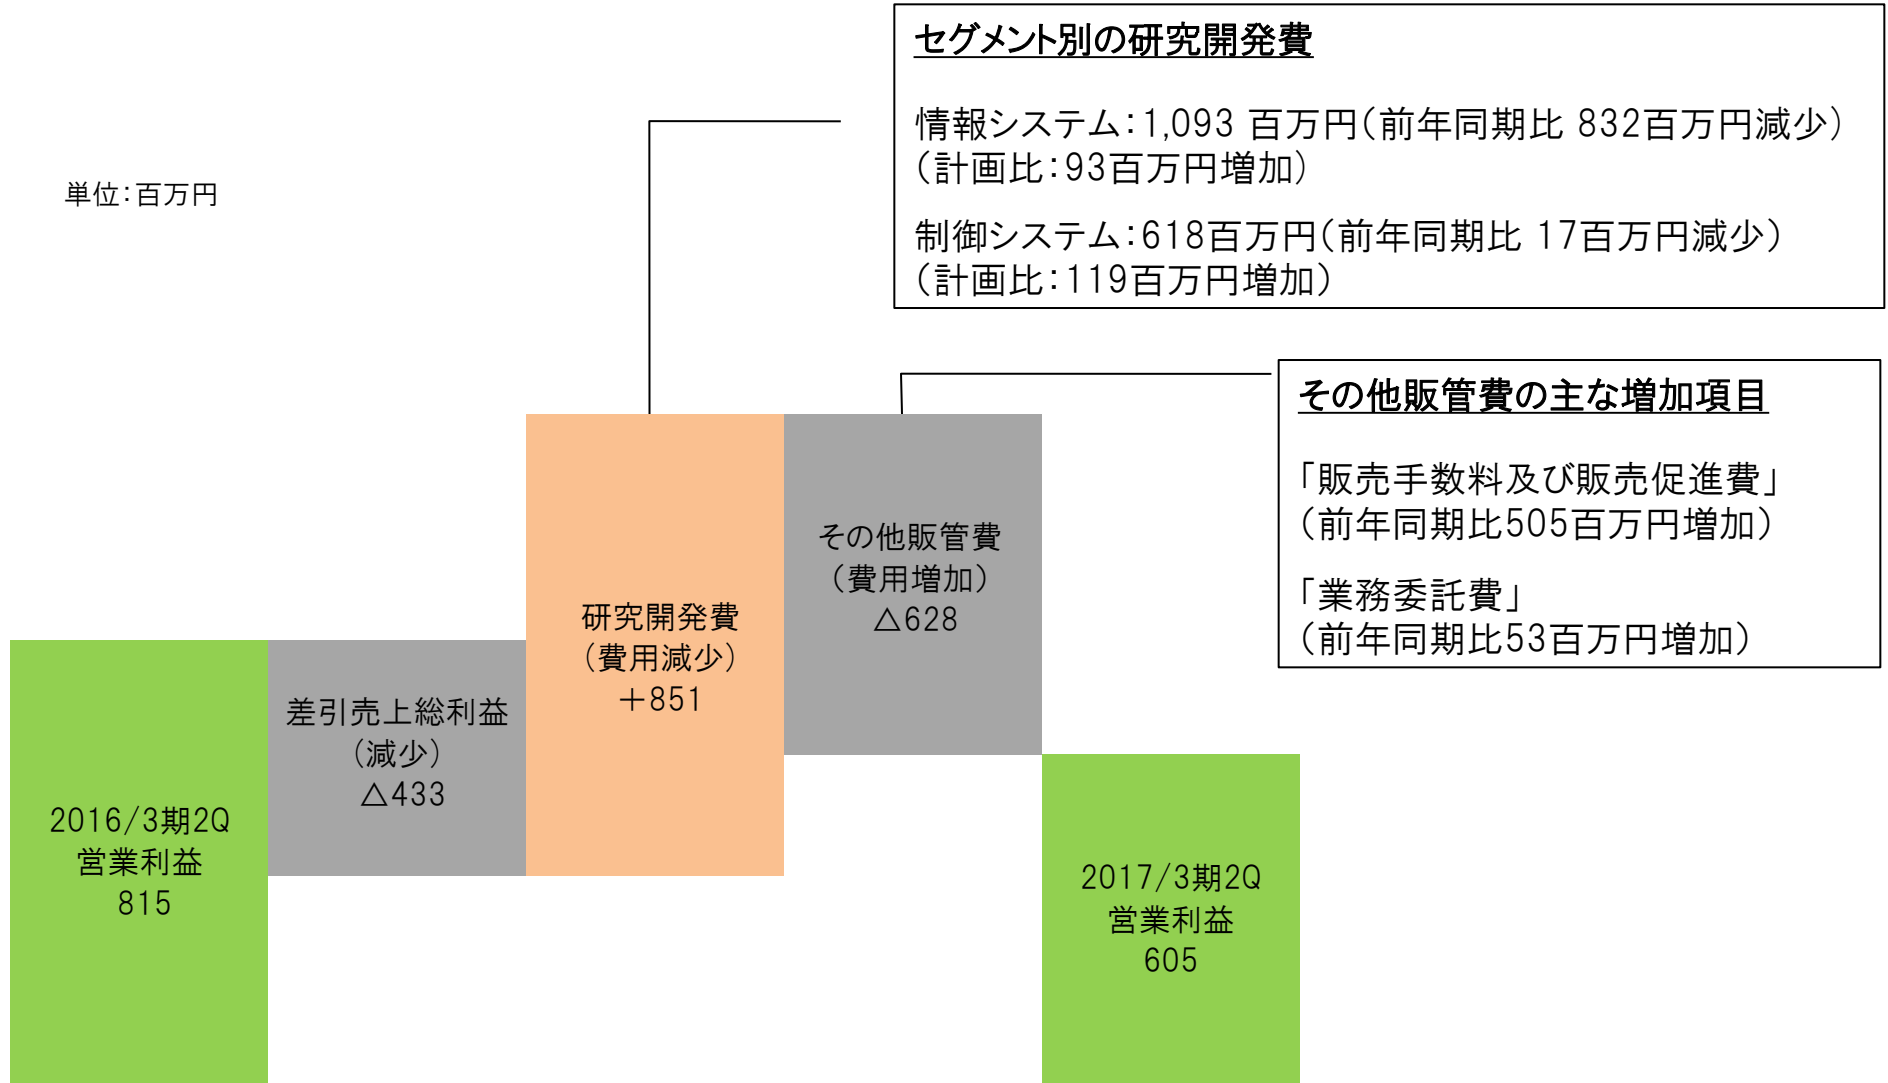 セグメント別の研究開発費
情報システム：1,093 百万円（前年同期比 832百万円減少）
（計画比：93百万円増加）
制御システム：618百万円（前年同期比 17百万円減少）
（計画比：119百万円増加）
単位：百万円
その他販管費の主な増加項目
「販売手数料及び販売促進費」
（前年同期比505百万円増加）
「業務委託費」
（前年同期比53百万円増加）
2016/3期2Q
営業利益
815
差引売上総利益
（減少）
△433
研究開発費
（費用減少）
＋851
その他販管費
（費用増加）
△628
2017/3期2Q
営業利益
605